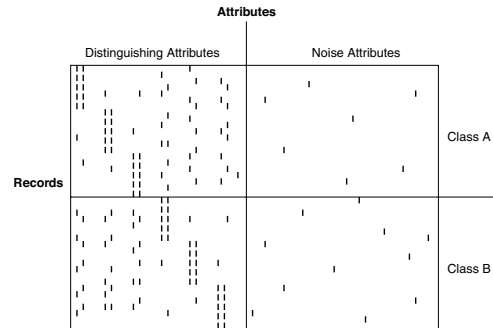 Attributes
Distinguishing Attributes
Noise Attributes
Class A
Records
Class B